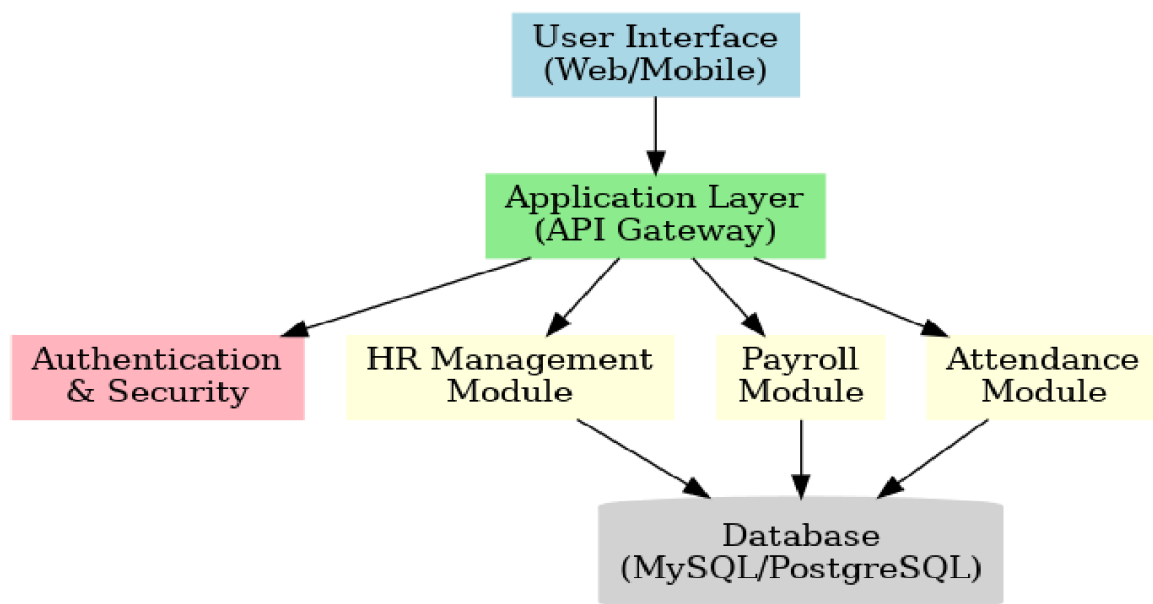 User Interface
(Web/Mobile)
Application Layer
(API Gateway)
Authentication
& Security
HR Management
Module
Payroll
Module
Attendance
Module
Database
(MySQL/PostgreSQL)